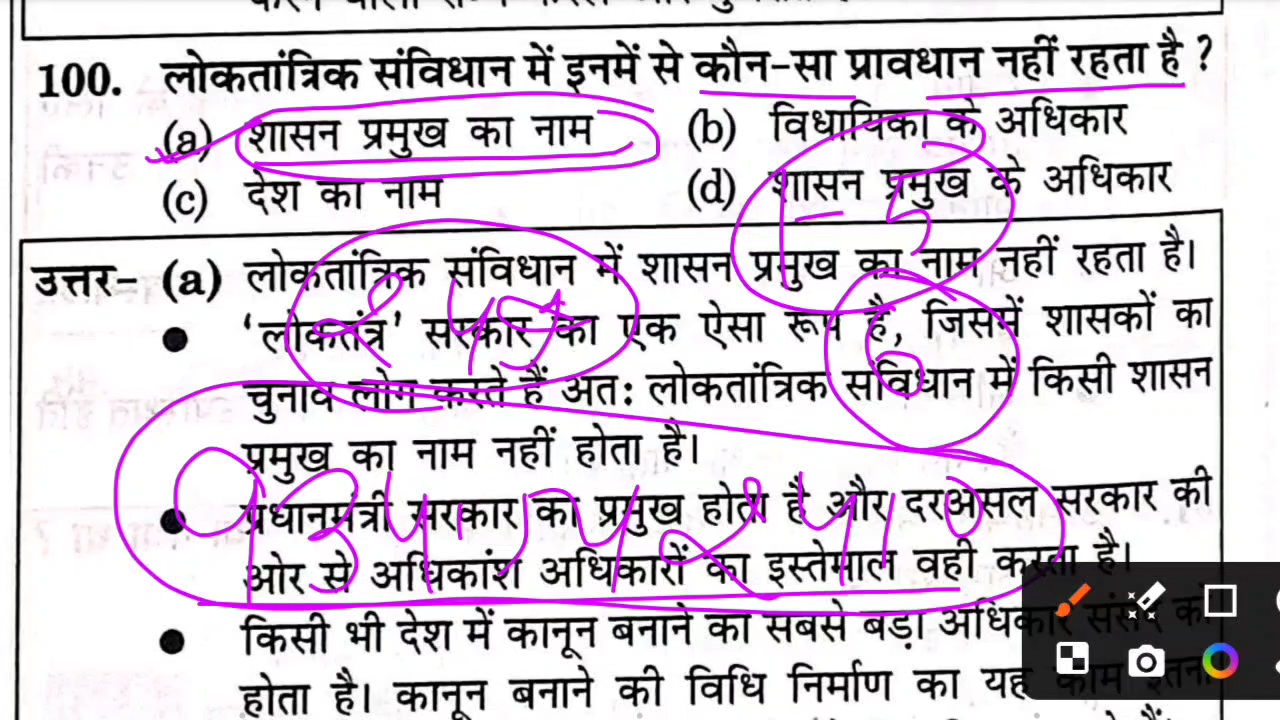 100. लोकतांत्रिक संविधान में इनमें से कौन-सा प्रावधान नहीं रहता है ?
(a) शासन प्रमुख का नाम (b) विधायिका के अधिकार
(c) देश का नाम (d) शासन प्रमुख के अधिकार
उत्तर– (a) लोकतांत्रिक संविधान में शासन प्रमुख का नाम नहीं रहता है।
● 'लोकतंत्र' सरकार का एक ऐसा रूप है, जिसमें शासकों का
चुनाव लोग करते हैं अत: लोकतांत्रिक संविधान में किसी शासन
प्रमुख का नाम नहीं होता है।
● प्रधानमंत्री सरकार का प्रमुख होता है और दरअसल सरकार की
ओर से अधिकांश अधिकारों का इस्तेमाल वही करता है।
● किसी भी देश में कानून बनाने का सबसे बड़ा अधिकार संसद को
होता है। कानून बनाने की विधि निर्माण का यह काम इतना